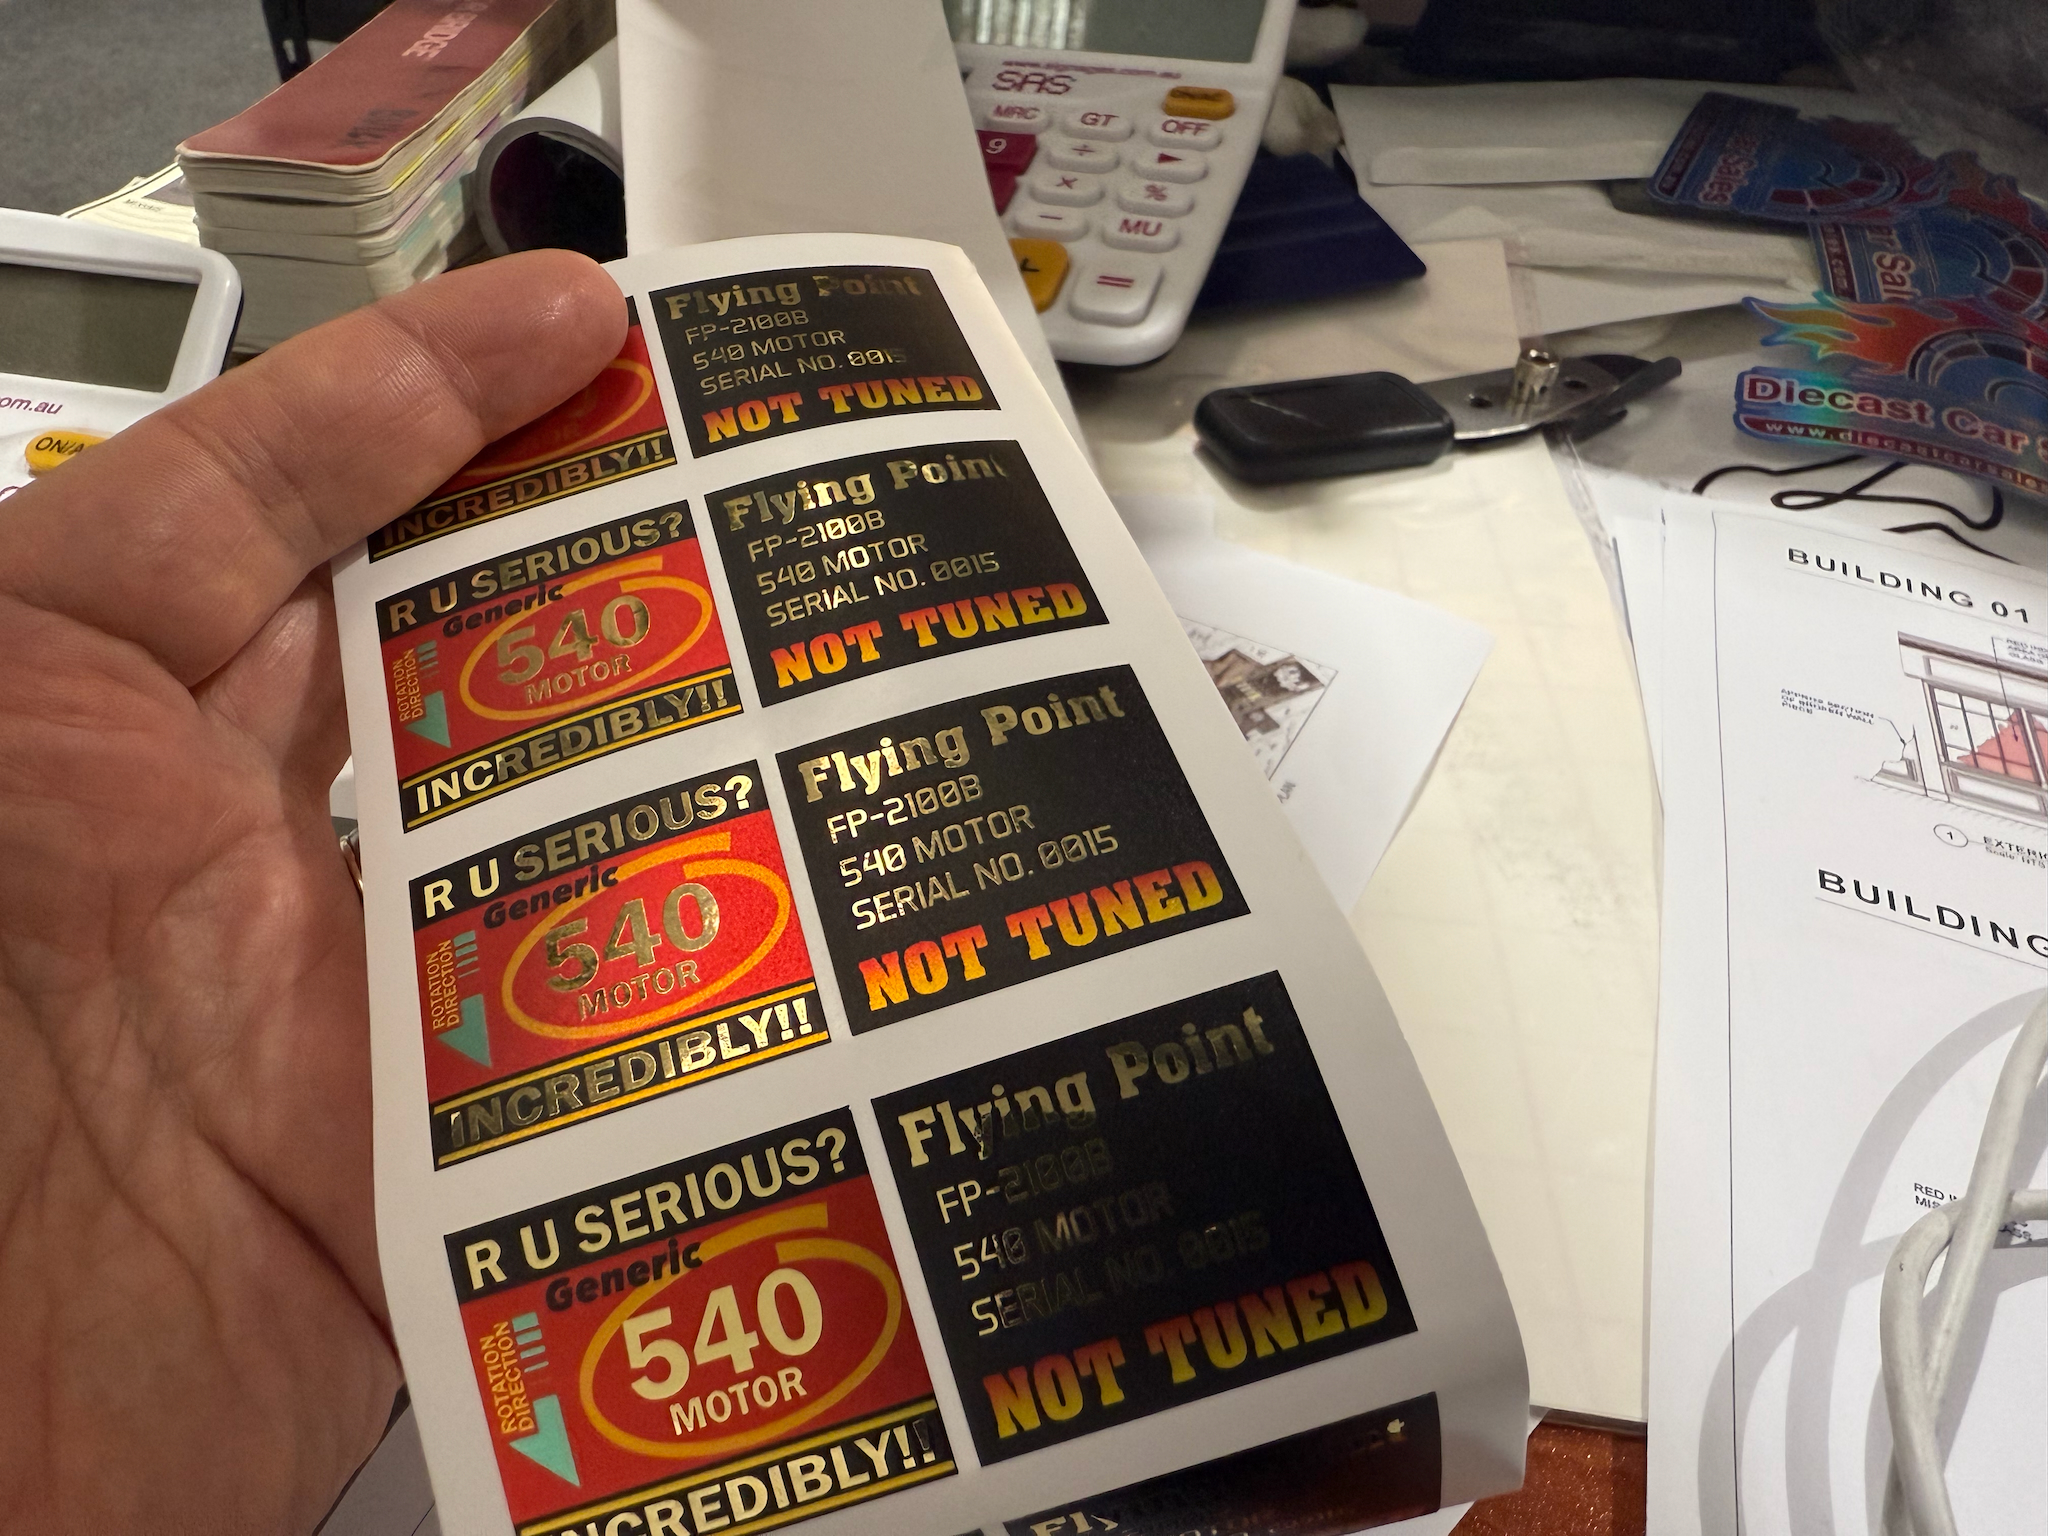 SAS
MRC
GT
OFF
9
÷
×
%
−
MU
=
om.au
ON/A
Flying Point
FP-2100B
540 MOTOR
SERIAL NO. 0015
NOT TUNED
INCREDIBLY!!
R U SERIOUS?
Generic
540
MOTOR
ROTATION
DIRECTION
INCREDIBLY!!
Flying Point
FP-2100B
540 MOTOR
SERIAL NO. 0015
NOT TUNED
R U SERIOUS?
Generic
540
MOTOR
ROTATION
DIRECTION
INCREDIBLY!!
Flying Point
FP-2100B
540 MOTOR
SERIAL NO. 0015
NOT TUNED
R U SERIOUS?
Generic
540
MOTOR
ROTATION
DIRECTION
INCREDIBLY!!
Flying Point
FP-2100B
540 MOTOR
SERIAL NO. 0015
NOT TUNED
Diecast Car
BUILDING 01
1
BUILDING